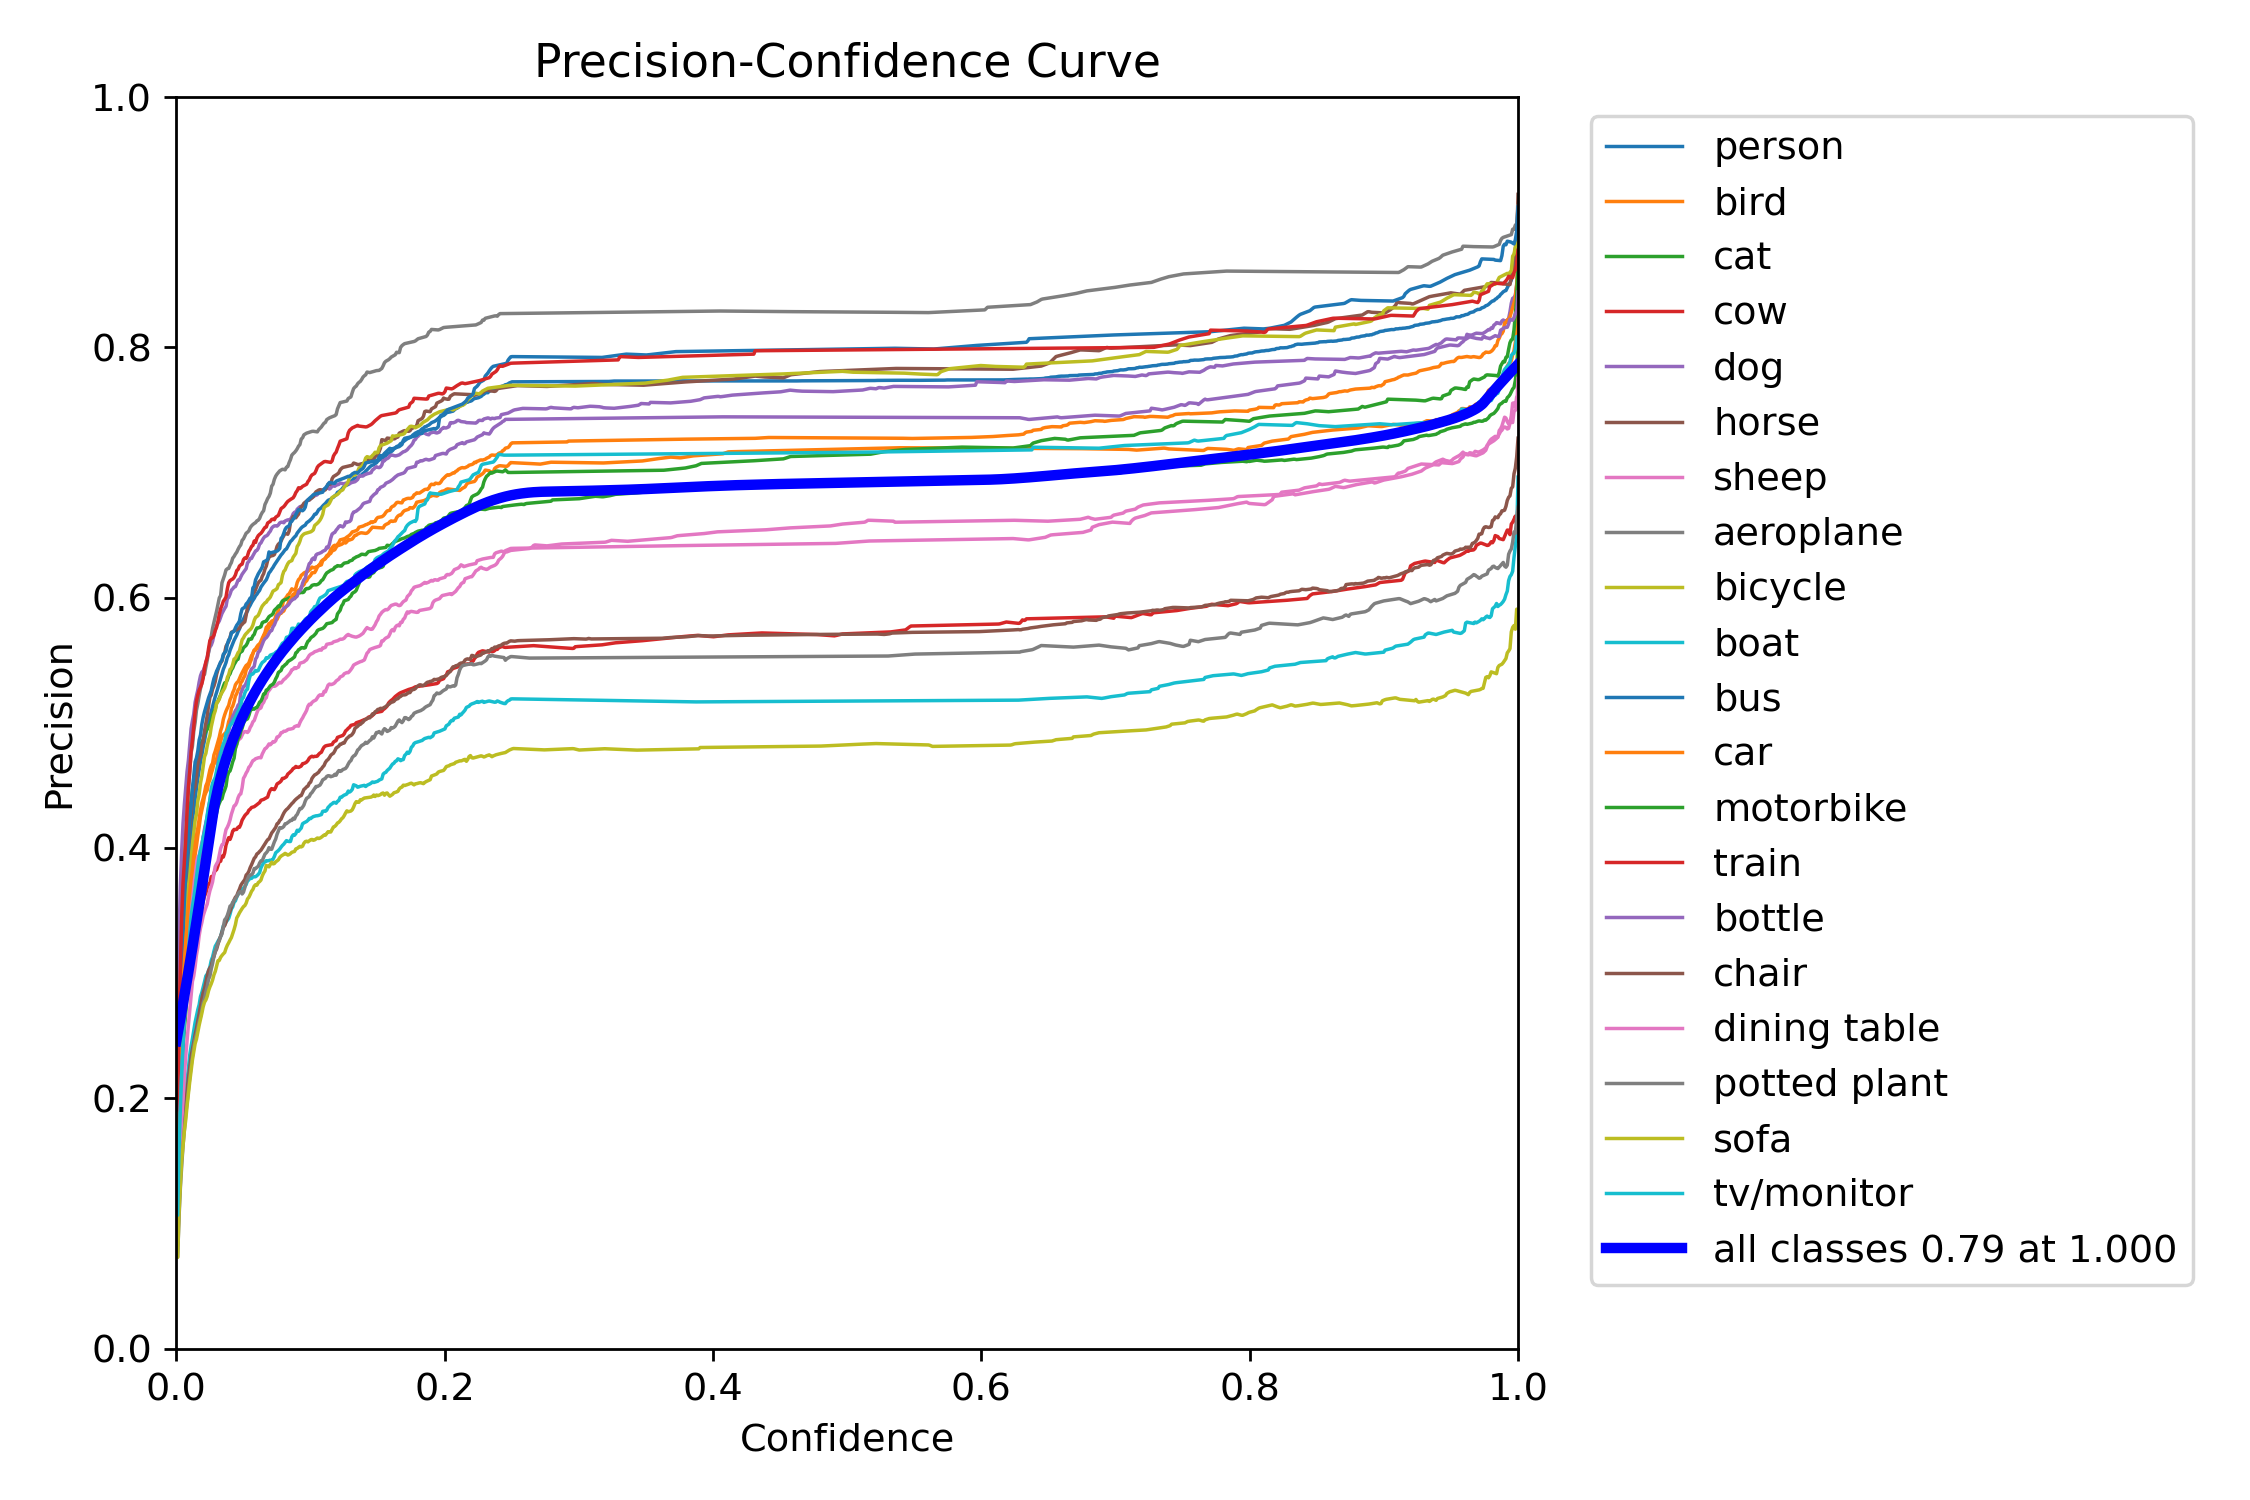 Precision-Confidence Curve
1.0
0.8
0.6
0.4
0.2
0.0
Precision
0.0 0.2 0.4 0.6 0.8 1.0
Confidence
person
bird
cat
cow
dog
horse
sheep
aeroplane
bicycle
boat
bus
car
motorbike
train
bottle
chair
dining table
potted plant
sofa
tv/monitor
all classes 0.79 at 1.000